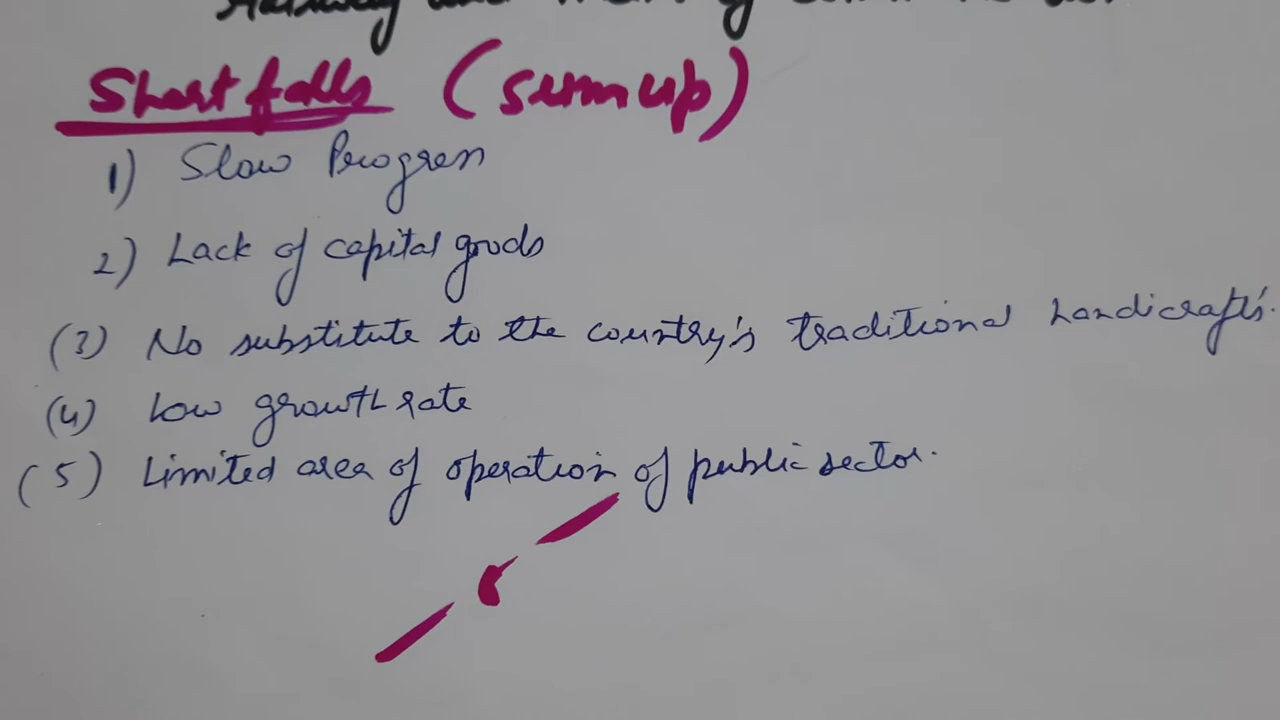 Shortfalls (sum up)
1) Slow Progress
2) Lack of capital goods
(3) No substitute to the country's traditional handicrafts.
(4) Low growth rate
(5) Limited area of operation of public sector.